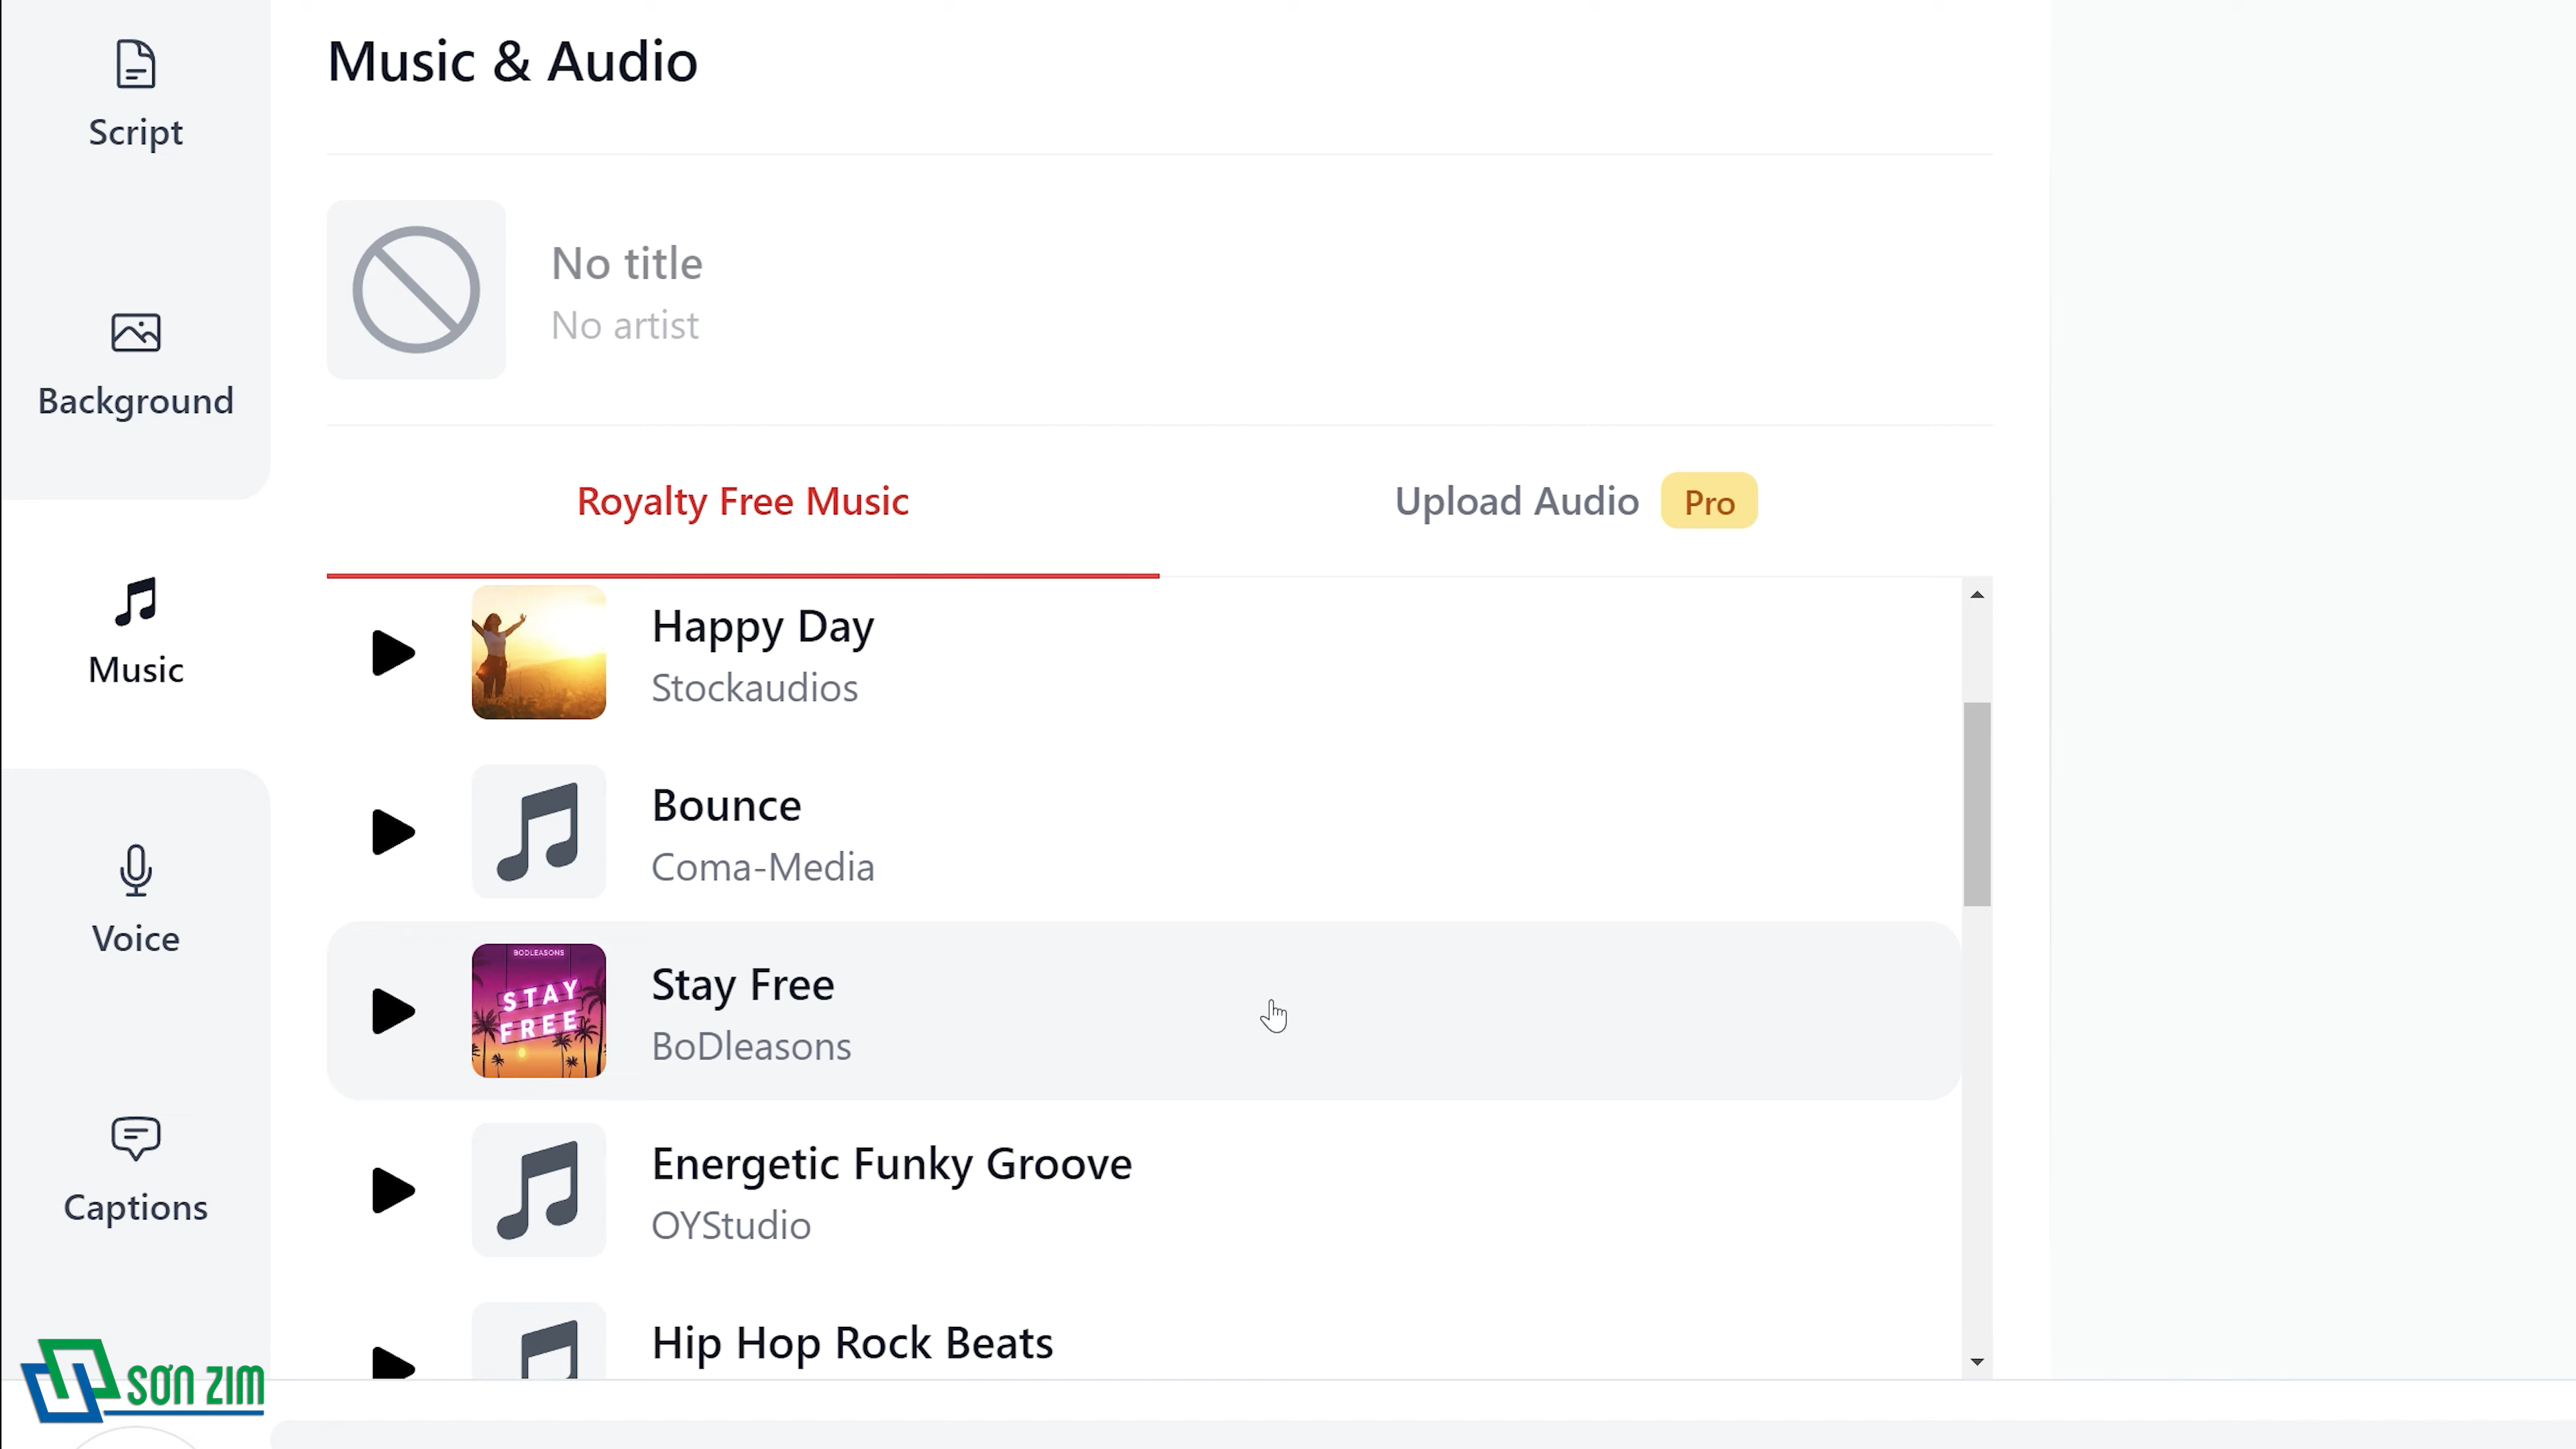 Music & Audio
Script
No title
No artist
Background
Royalty Free Music
Upload Audio Pro
Happy Day
Stockaudios
Music
Bounce
Coma-Media
Voice
BODLEASONS
STAY
FREE
Stay Free
BoDleasons
Energetic Funky Groove
OYStudio
Captions
Hip Hop Rock Beats
SƠN ZIM